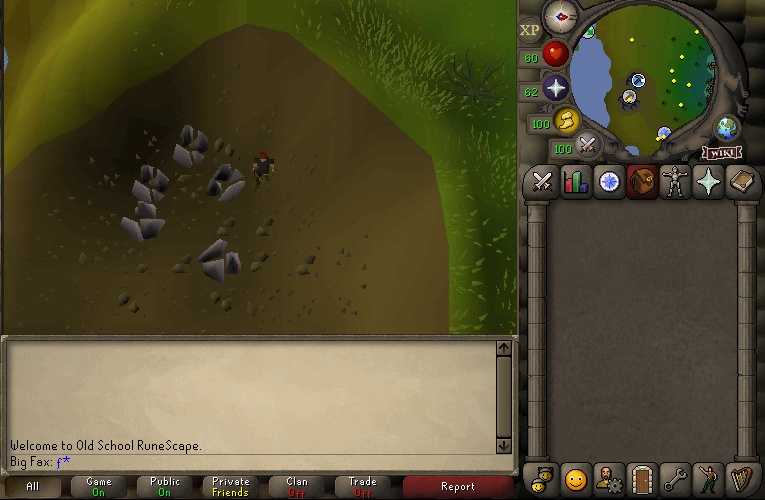 XP
60
62
100
100
WIKI
Welcome to Old School RuneScape.
Big Fax: f*
All
Game
On
Public
On
Private
Friends
Clan
Off
Trade
Off
Report